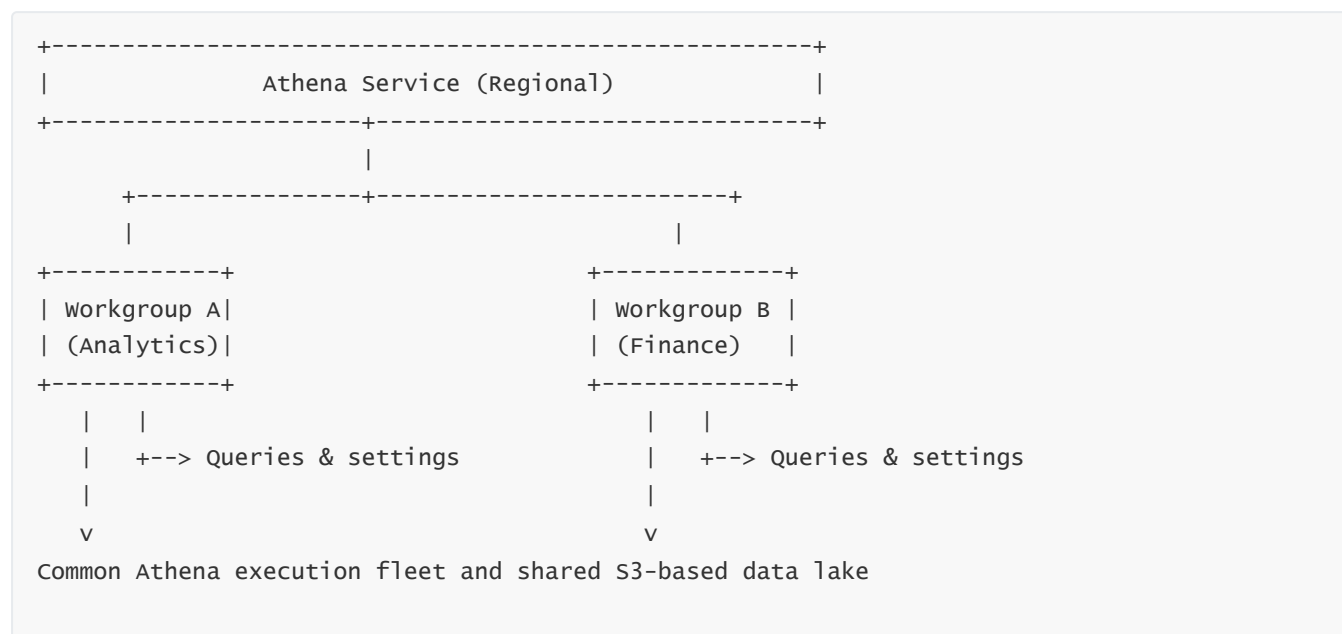 +-------------------------------------------------------+
|               Athena Service (Regional)               |
+----------------------+-------------------------------+
|
+----------------+-------------------------+
|                                       |
+------------+                         +-------------+
| Workgroup A|                         | Workgroup B |
| (Analytics)|                         | (Finance)   |
+------------+                         +-------------+
|   |                                   |   |
|   +--> Queries & settings             |   +--> Queries & settings
|                                       |
v                                       v
Common Athena execution fleet and shared S3-based data lake